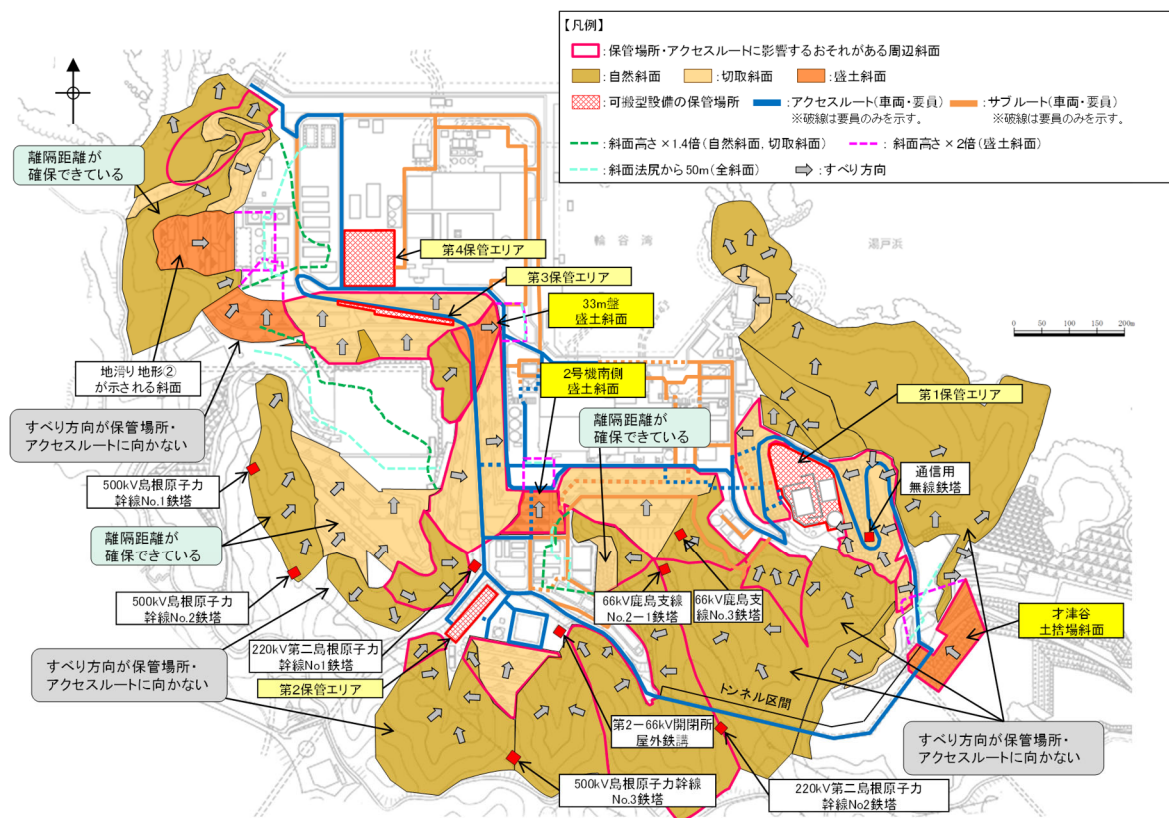 【凡例】
：保管場所・アクセスルートに影響するおそれがある周辺斜面
：自然斜面
：切取斜面
：盛土斜面
：可搬型設備の保管場所
：アクセスルート(車両・要員)
※破線は要員のみを示す。
：サブルート(車両・要員)
※破線は要員のみを示す。
：斜面高さ×1.4倍(自然斜面,切取斜面)
：斜面高さ×2倍(盛土斜面)
：斜面法尻から50m(全斜面)
：すべり方向
離隔距離が
確保できている
第4保管エリア
輪谷湾
湯戸浜
第3保管エリア
33m盤
盛土斜面
0 50 100 150 200m
地滑り地形②
が示される斜面
2号機南側
盛土斜面
第1保管エリア
すべり方向が保管場所・
アクセスルートに向かない
離隔距離が
確保できている
通信用
無線鉄塔
500kV島根原子力
幹線No.1鉄塔
離隔距離が
確保できている
500kV島根原子力
幹線No.2鉄塔
66kV鹿島支線
No.2－1鉄塔
66kV鹿島支
線No.3鉄塔
才津谷
土捨場斜面
220kV第二島根原子力
幹線No1鉄塔
すべり方向が保管場所・
アクセスルートに向かない
第2保管エリア
トンネル区間
第2－66kV開閉所
屋外鉄講
すべり方向が保管場所・
アクセスルートに向かない
500kV島根原子力幹線
No.3鉄塔
220kV第二島根原子力
幹線No2鉄塔